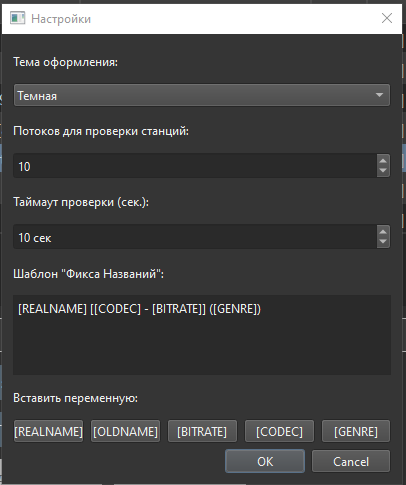 Настройки
Тема оформления:
Темная
Потоков для проверки станций:
10
Таймаут проверки (сек.):
10 сек
Шаблон "Фикса Названий":
[REALNAME] [[CODEC] - [BITRATE]] ([GENRE])
Вставить переменную:
[REALNAME] [OLDNAME] [BITRATE] [CODEC] [GENRE]
OK Cancel